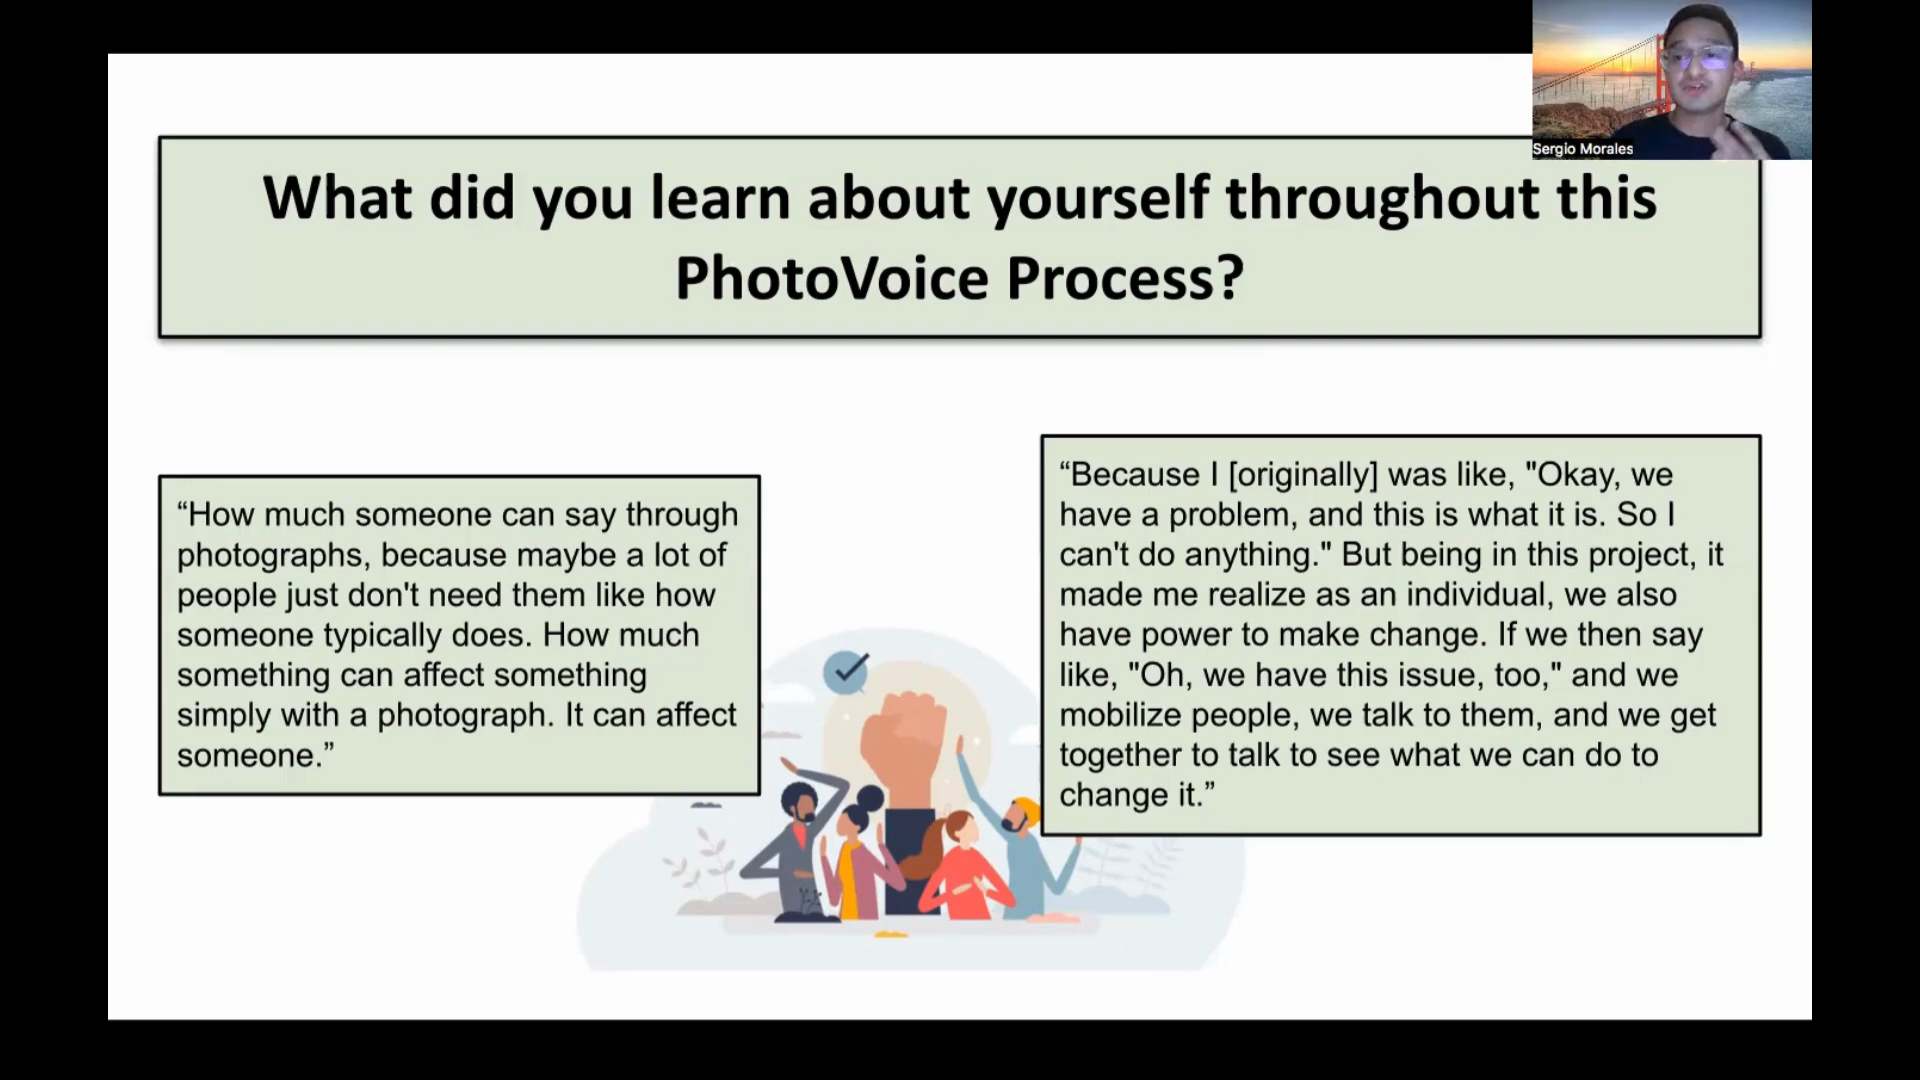 Sergio Morales
What did you learn about yourself throughout this
PhotoVoice Process?
“How much someone can say through
photographs, because maybe a lot of
people just don't need them like how
someone typically does. How much
something can affect something
simply with a photograph. It can affect
someone.”
“Because I [originally] was like, "Okay, we
have a problem, and this is what it is. So I
can't do anything." But being in this project, it
made me realize as an individual, we also
have power to make change. If we then say
like, "Oh, we have this issue, too," and we
mobilize people, we talk to them, and we get
together to talk to see what we can do to
change it.”